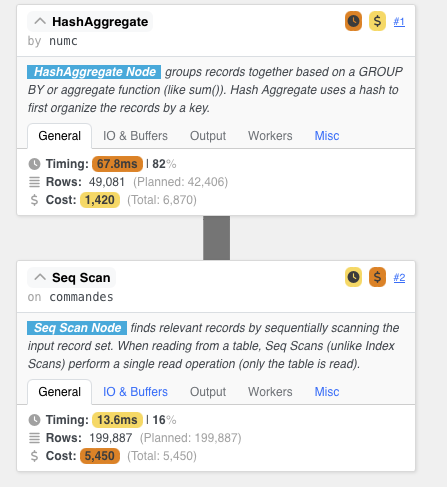 HashAggregate $ #1
by numc
HashAggregate Node groups records together based on a GROUP
BY or aggregate function (like sum()). Hash Aggregate uses a hash to
first organize the records by a key.
General IO & Buffers Output Workers Misc
Timing: 67.8ms | 82%
Rows: 49,081 (Planned: 42,406)
$ Cost: 1,420 (Total: 6,870)
Seq Scan $ #2
on commandes
Seq Scan Node finds relevant records by sequentially scanning the
input record set. When reading from a table, Seq Scans (unlike Index
Scans) perform a single read operation (only the table is read).
General IO & Buffers Output Workers Misc
Timing: 13.6ms | 16%
Rows: 199,887 (Planned: 199,887)
$ Cost: 5,450 (Total: 5,450)